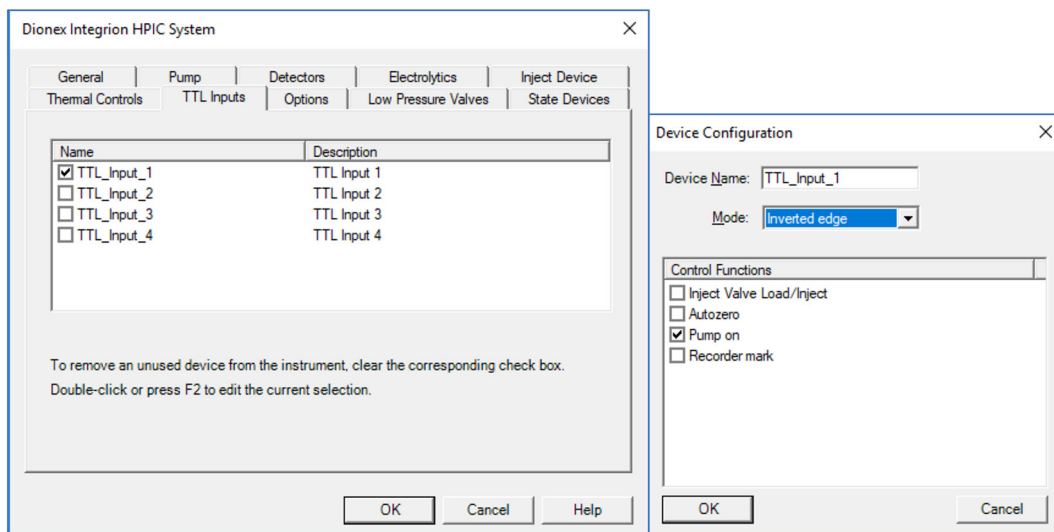 Dionex Integrion HPIC System
General Pump Detectors Electrolytics Inject Device
Thermal Controls TTL Inputs Options Low Pressure Valves State Devices
Name Description
TTL_Input_1 TTL Input 1
TTL_Input_2 TTL Input 2
TTL_Input_3 TTL Input 3
TTL_Input_4 TTL Input 4
To remove an unused device from the instrument, clear the corresponding check box.
Double-click or press F2 to edit the current selection.
OK Cancel Help
Device Configuration
Device Name: TTL_Input_1
Mode: Inverted edge
Control Functions
Inject Valve Load/Inject
Autozero
Pump on
Recorder mark
OK Cancel